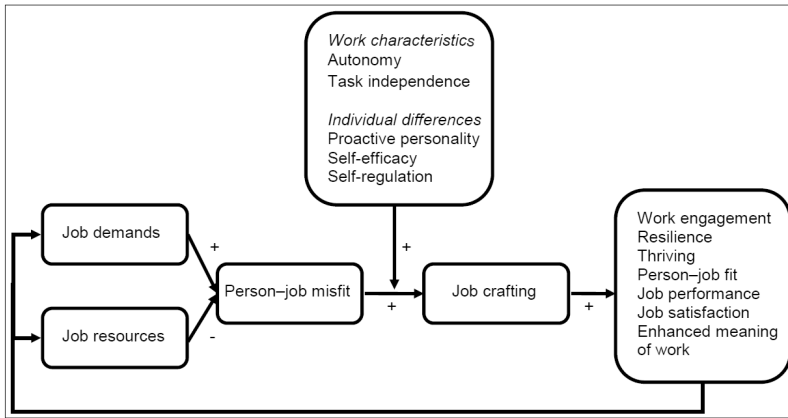 Work characteristics
Autonomy
Task independence
Individual differences
Proactive personality
Self-efficacy
Self-regulation
Job demands
+
Person–job misfit
+
+
Job crafting
+
Job resources
-
Work engagement
Resilience
Thriving
Person–job fit
Job performance
Job satisfaction
Enhanced meaning
of work